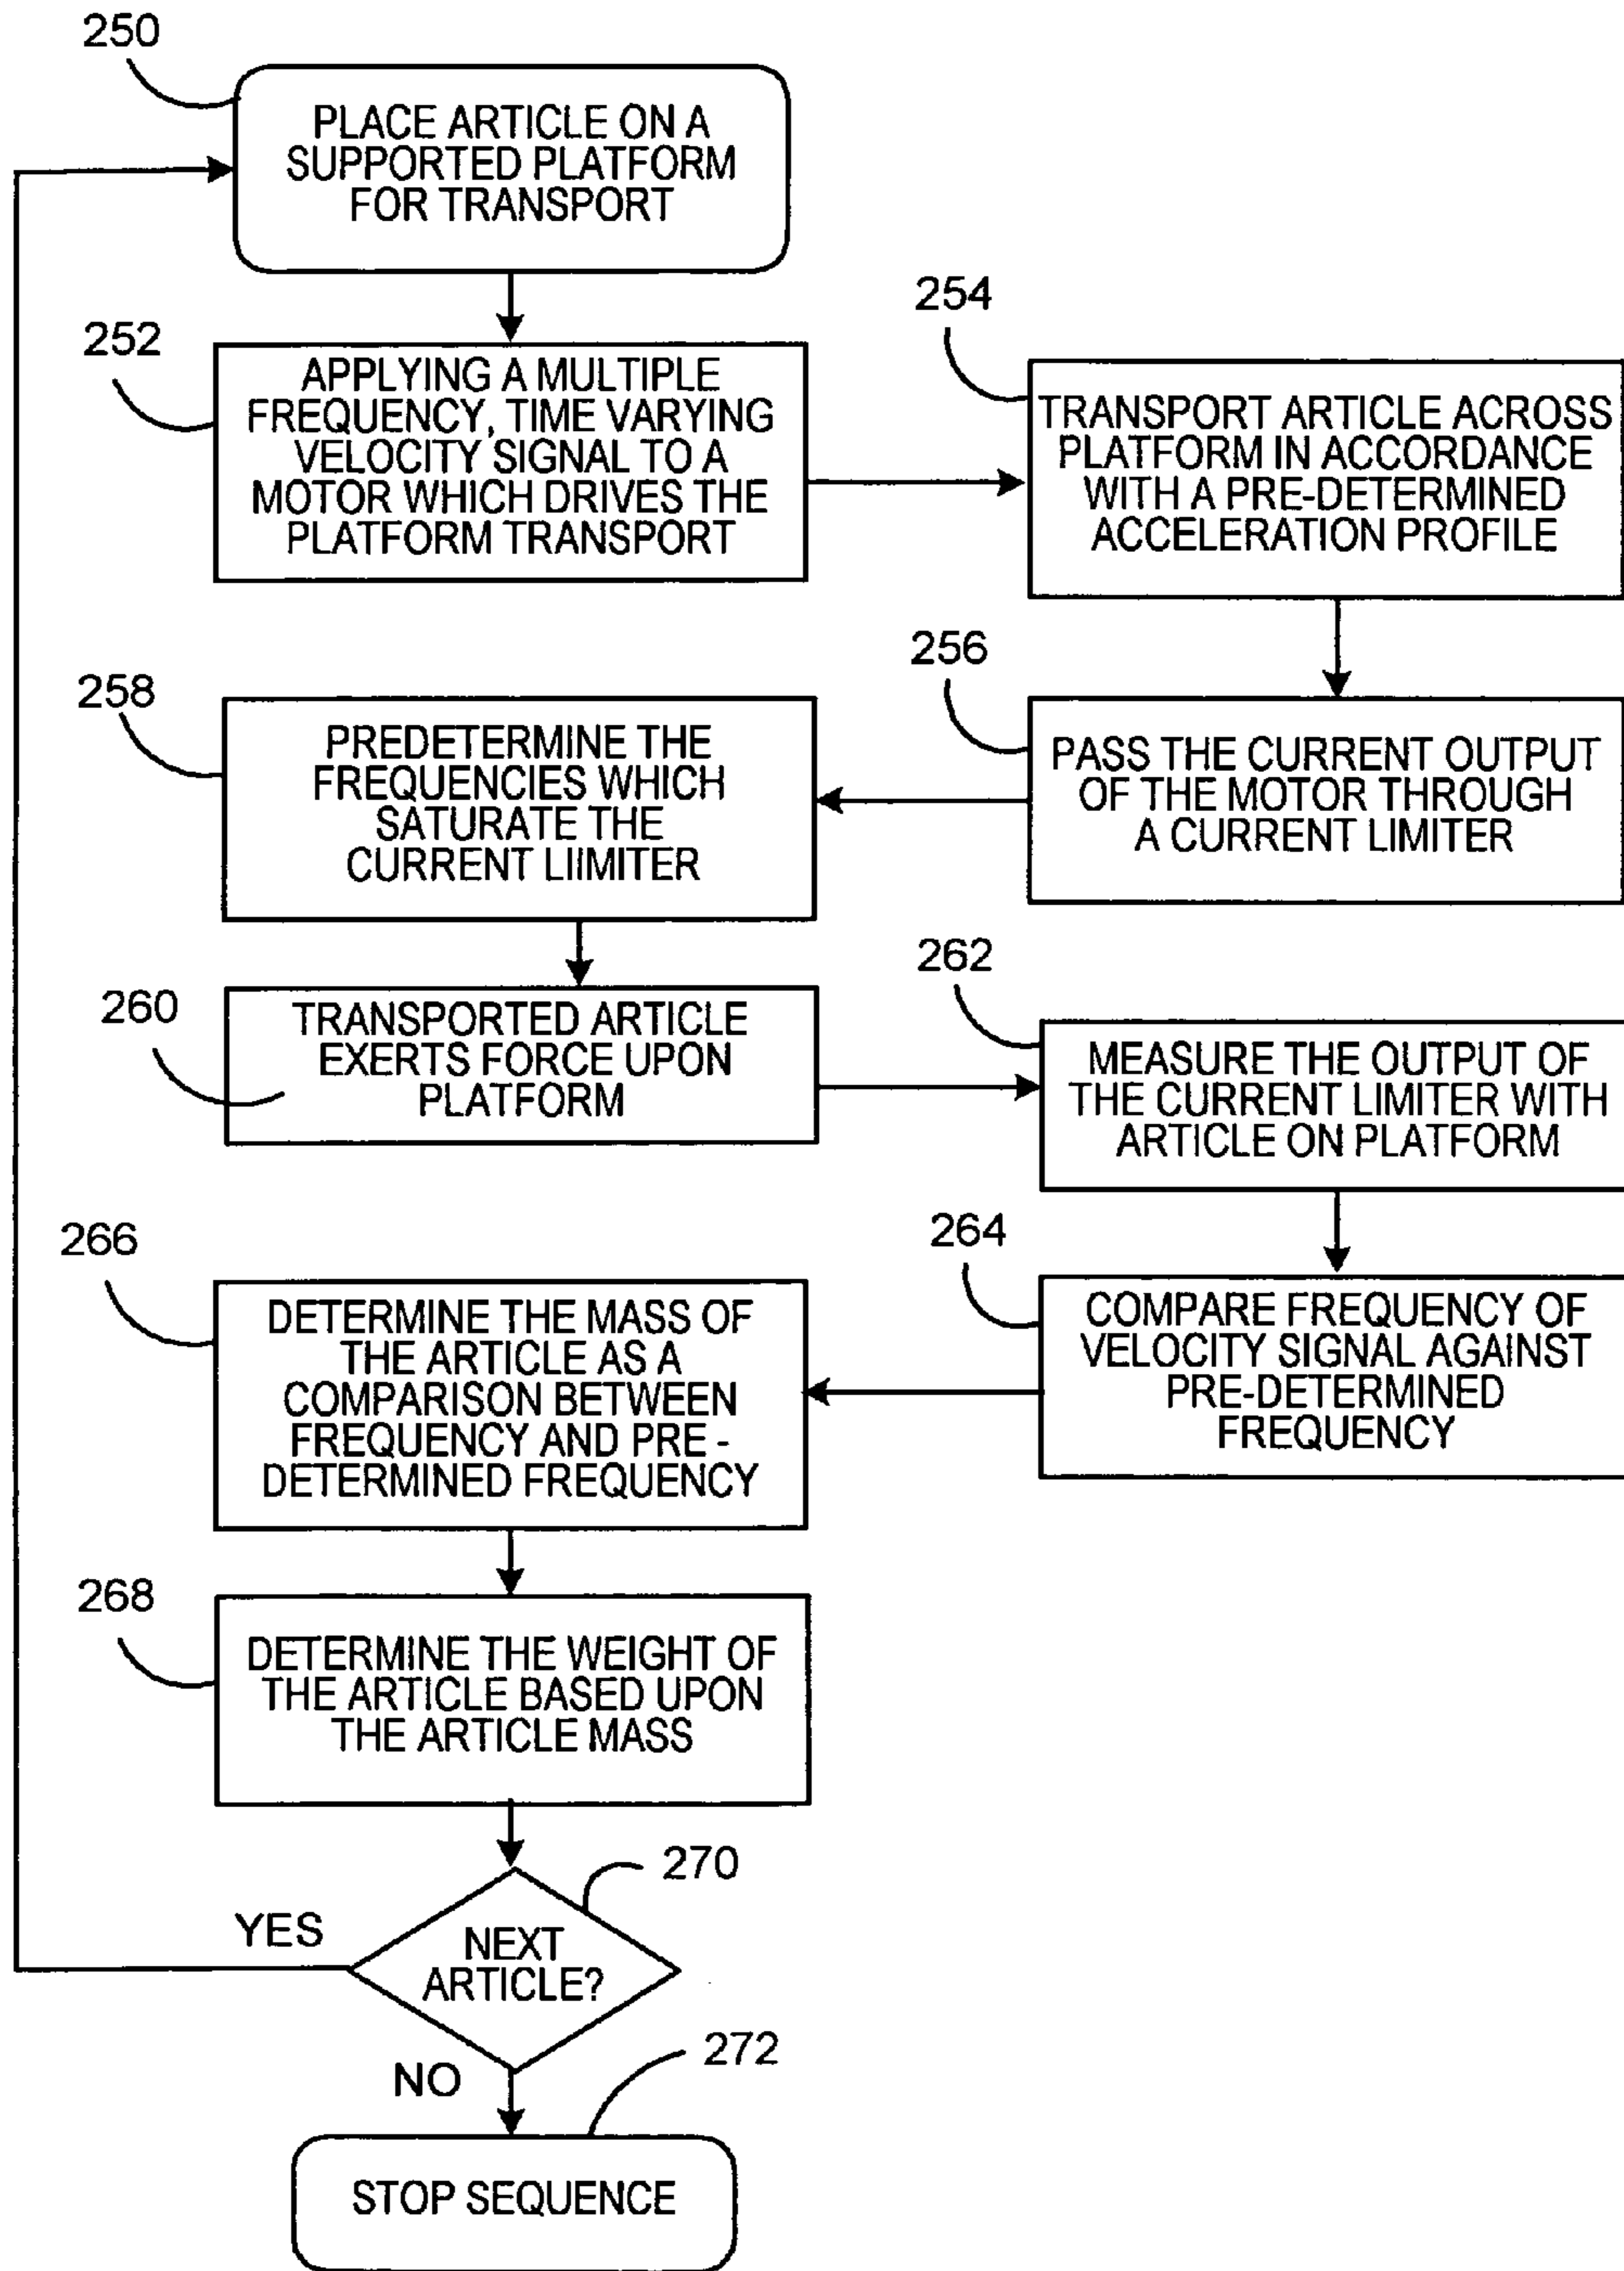 250
PLACE ARTICLE ON A
SUPPORTED PLATFORM
FOR TRANSPORT
252
APPLYING A MULTIPLE
FREQUENCY, TIME VARYING
VELOCITY SIGNAL TO A
MOTOR WHICH DRIVES THE
PLATFORM TRANSPORT
254
TRANSPORT ARTICLE ACROSS
PLATFORM IN ACCORDANCE
WITH A PRE-DETERMINED
ACCELERATION PROFILE
256
PASS THE CURRENT OUTPUT
OF THE MOTOR THROUGH
A CURRENT LIMITER
258
PREDETERMINE THE
FREQUENCIES WHICH
SATURATE THE
CURRENT LIIMITER
260
TRANSPORTED ARTICLE
EXERTS FORCE UPON
PLATFORM
262
MEASURE THE OUTPUT OF
THE CURRENT LIMITER WITH
ARTICLE ON PLATFORM
264
COMPARE FREQUENCY OF
VELOCITY SIGNAL AGAINST
PRE-DETERMINED
FREQUENCY
266
DETERMINE THE MASS OF
THE ARTICLE AS A
COMPARISON BETWEEN
FREQUENCY AND PRE -
DETERMINED FREQUENCY
268
DETERMINE THE WEIGHT OF
THE ARTICLE BASED UPON
THE ARTICLE MASS
270
NEXT
ARTICLE?
YES
NO
272
STOP SEQUENCE